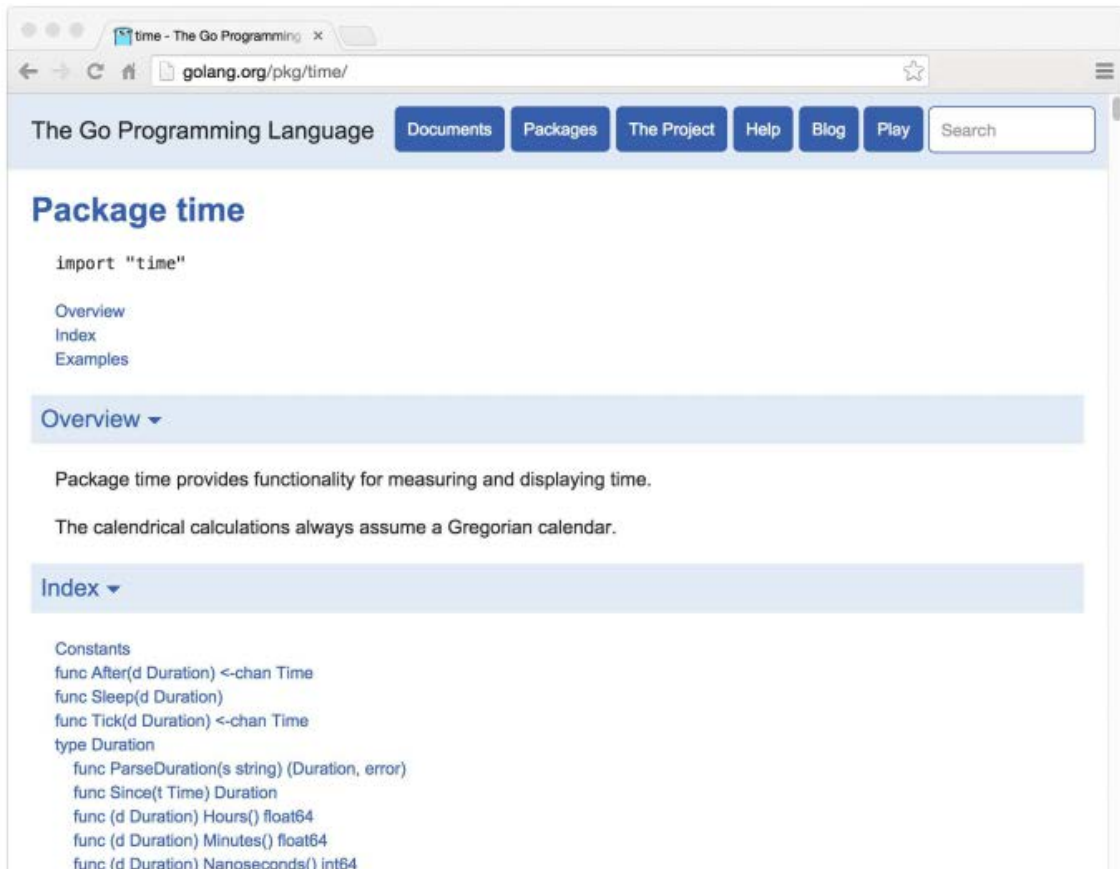 time - The Go Programming
golang.org/pkg/time/
The Go Programming Language Documents Packages The Project Help Blog Play Search
Package time
import "time"
Overview
Index
Examples
Overview
Package time provides functionality for measuring and displaying time.
The calendrical calculations always assume a Gregorian calendar.
Index
Constants
func After(d Duration) <-chan Time
func Sleep(d Duration)
func Tick(d Duration) <-chan Time
type Duration
func ParseDuration(s string) (Duration, error)
func Since(t Time) Duration
func (d Duration) Hours() float64
func (d Duration) Minutes() float64
func (d Duration) Nanoseconds() int64